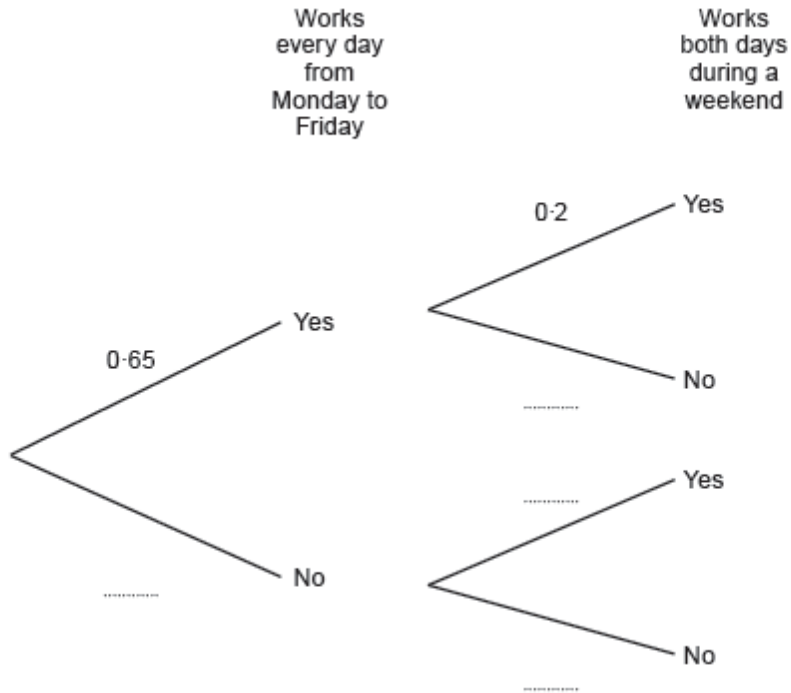 Works
every day
from
Monday to
Friday
Works
both days
during a
weekend
0·2
Yes
Yes
0·65
No
Yes
No
No